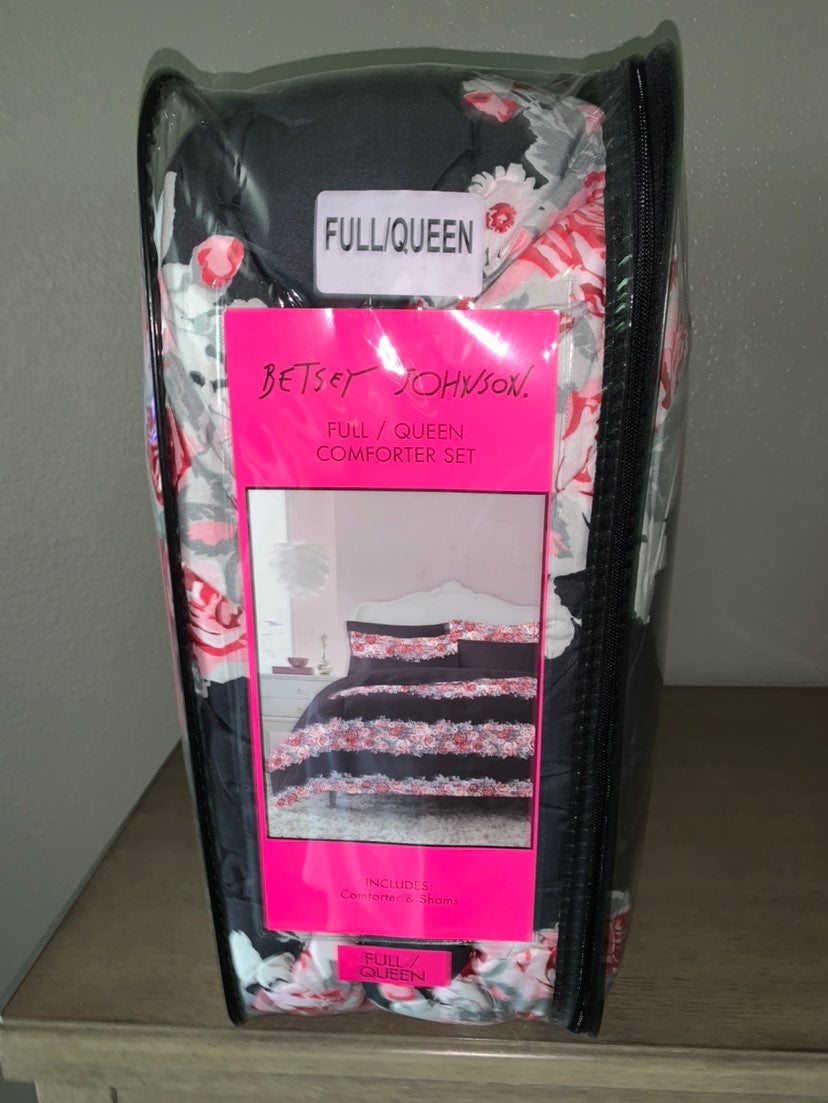 FULL/QUEEN
BETSEY JOHNSON.
FULL / QUEEN
COMFORTER SET
INCLUDES:
Comforter & Shams
FULL /
QUEEN